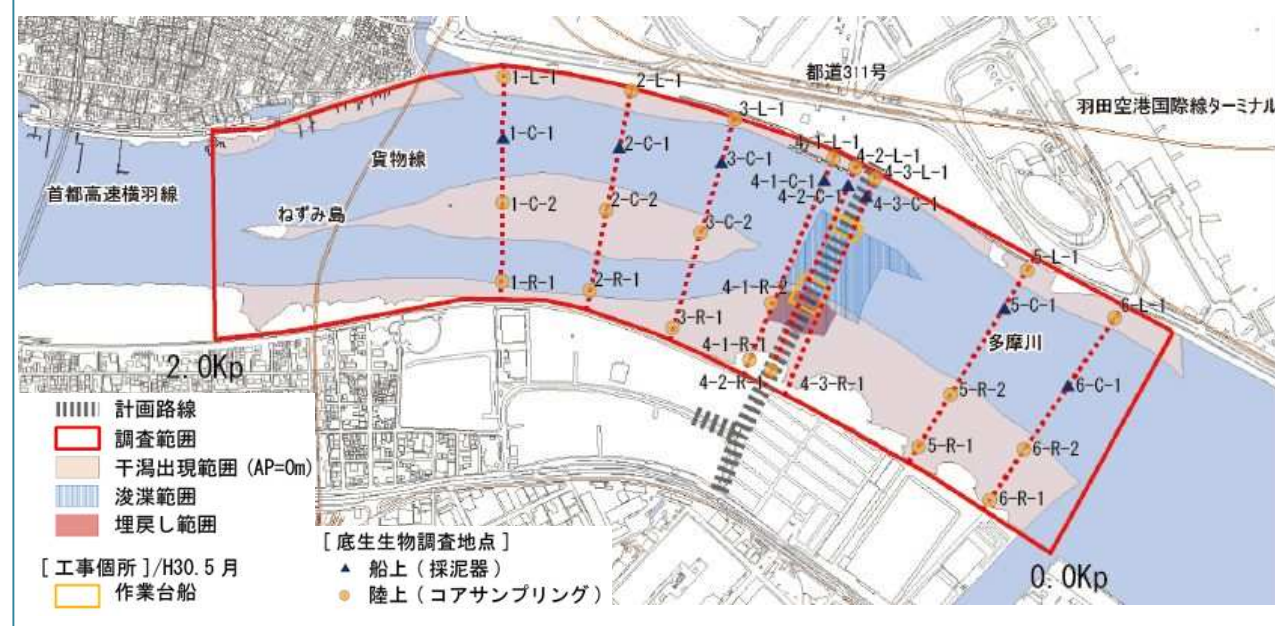 都道311号
羽田空港国際線ターミナル
首都高速横羽線
貨物線
ねずみ島
多摩川
1-L-1
1-C-1
1-C-2
1-R-1
2-L-1
2-C-1
2-C-2
2-R-1
3-L-1
3-C-1
3-C-2
3-R-1
4-1-L-1
4-2-L-1
4-3-L-1
4-1-C-1
4-2-C-1
4-3-C-1
4-1-R-2
4-1-R-1
4-2-R-1
4-3-R-1
5-L-1
5-C-1
5-R-2
5-R-1
6-L-1
6-C-1
6-R-2
6-R-1
2.0Kp
0.0Kp
計画路線
調査範囲
干潟出現範囲 (AP=0m)
浚渫範囲
埋戻し範囲
[工事個所]/H30.5月
作業台船
[底生生物調査地点]
船上（採泥器）
陸上（コアサンプリング）